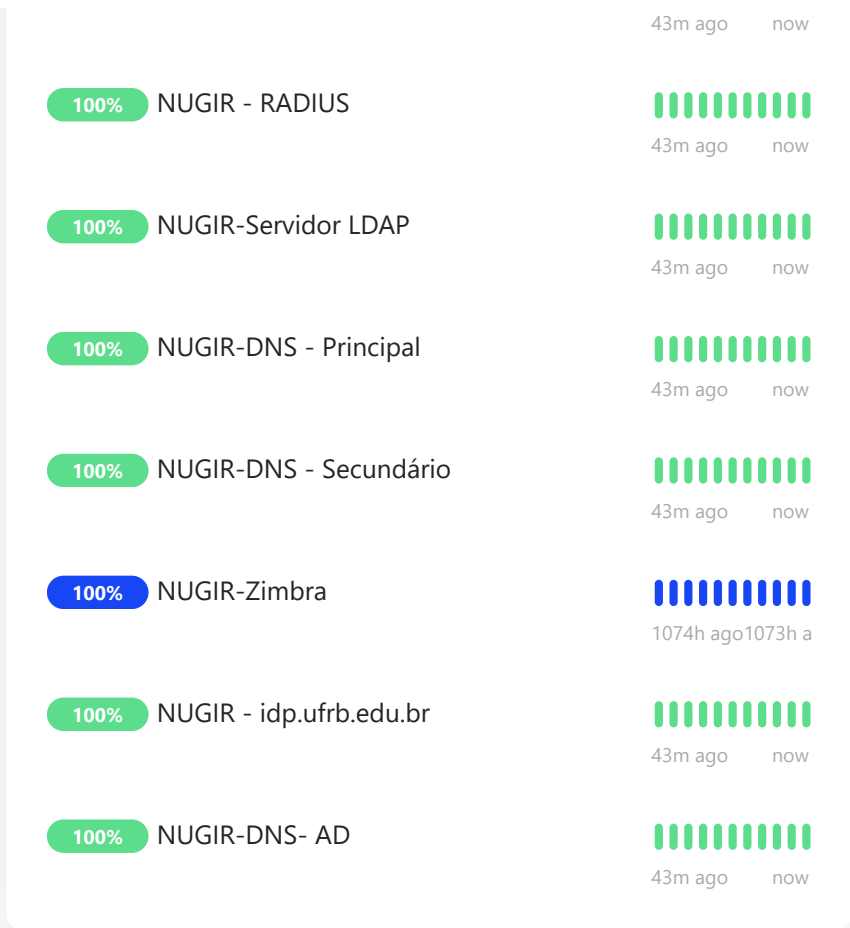 43m ago now
100% NUGIR - RADIUS
43m ago now
100% NUGIR-Servidor LDAP
43m ago now
100% NUGIR-DNS - Principal
43m ago now
100% NUGIR-DNS - Secundário
43m ago now
100% NUGIR-Zimbra
1074h ago1073h a
100% NUGIR - idp.ufrb.edu.br
43m ago now
100% NUGIR-DNS- AD
43m ago now